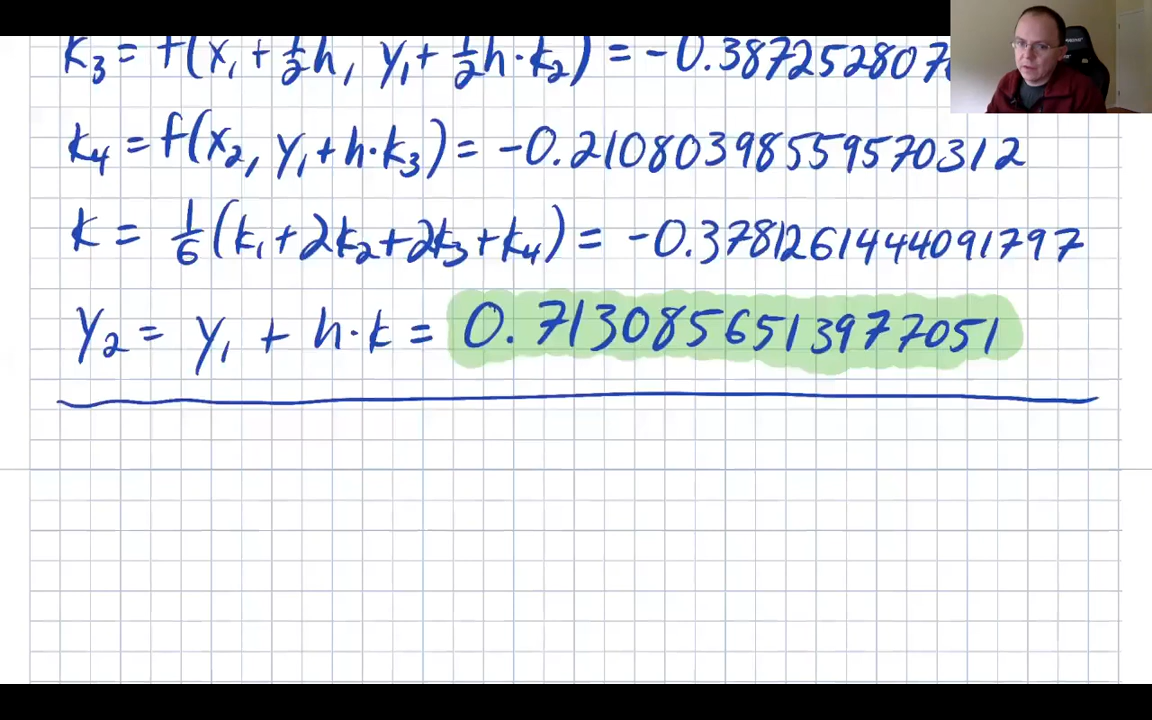 k₃ = f(x₁ + ½h, y₁ + ½h·k₂) = -0.387252807
k₄ = f(x₂, y₁ + h·k₃) = -0.21080398559570312
k = 1/6 (k₁ + 2k₂ + 2k₃ + k₄) = -0.3781261444091797
y₂ = y₁ + h·k = 0.7130856513977051